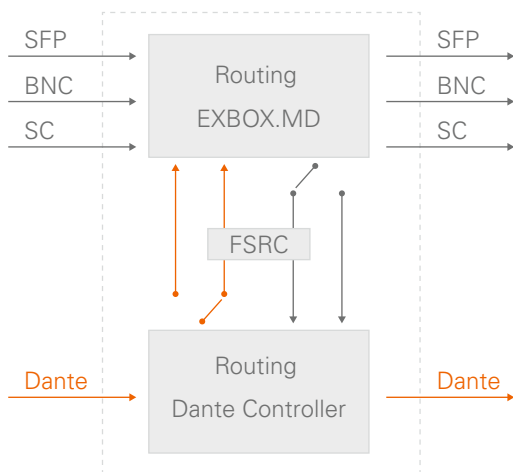 SFP
SFP
Routing
BNC
BNC
EXBOX.MD
SC
SC
FSRC
Routing
Dante
Dante
Dante Controller